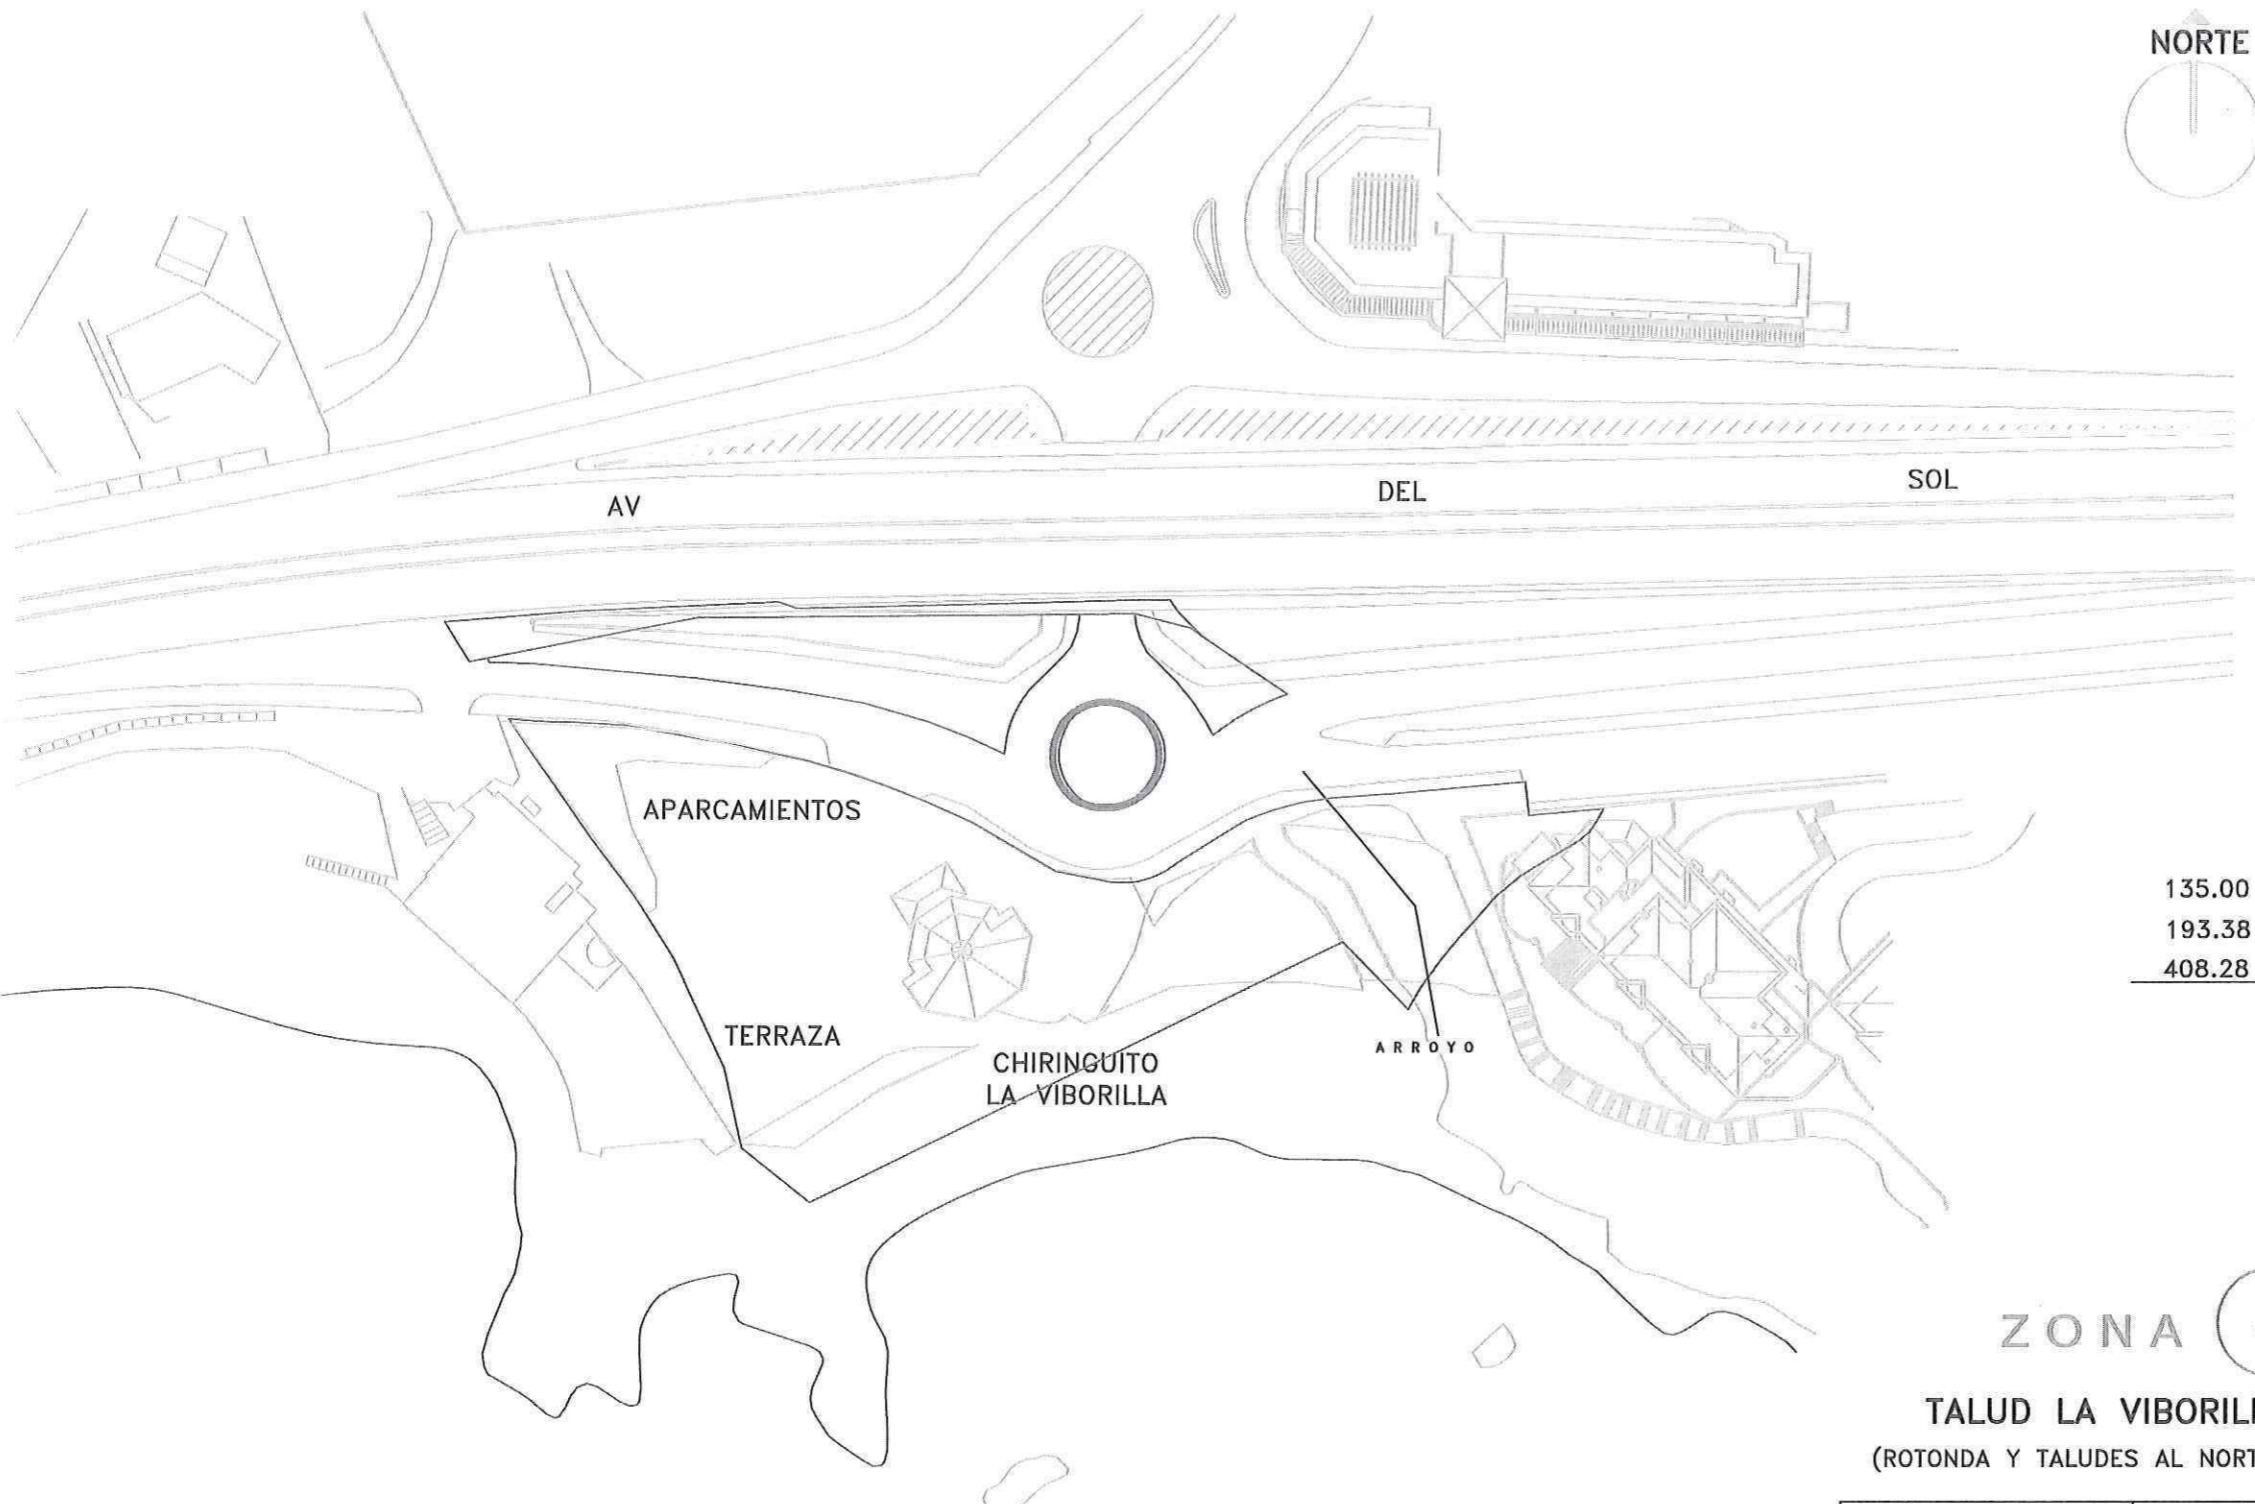 NORTE
AV DEL SOL
APARCAMIENTOS
135.00
193.38
408.28
TERRAZA
CHIRINGUITO
LA VIBORILLA
ARROYO
ZONA
TALUD LA VIBORILL
(ROTONDA Y TALUDES AL NORT